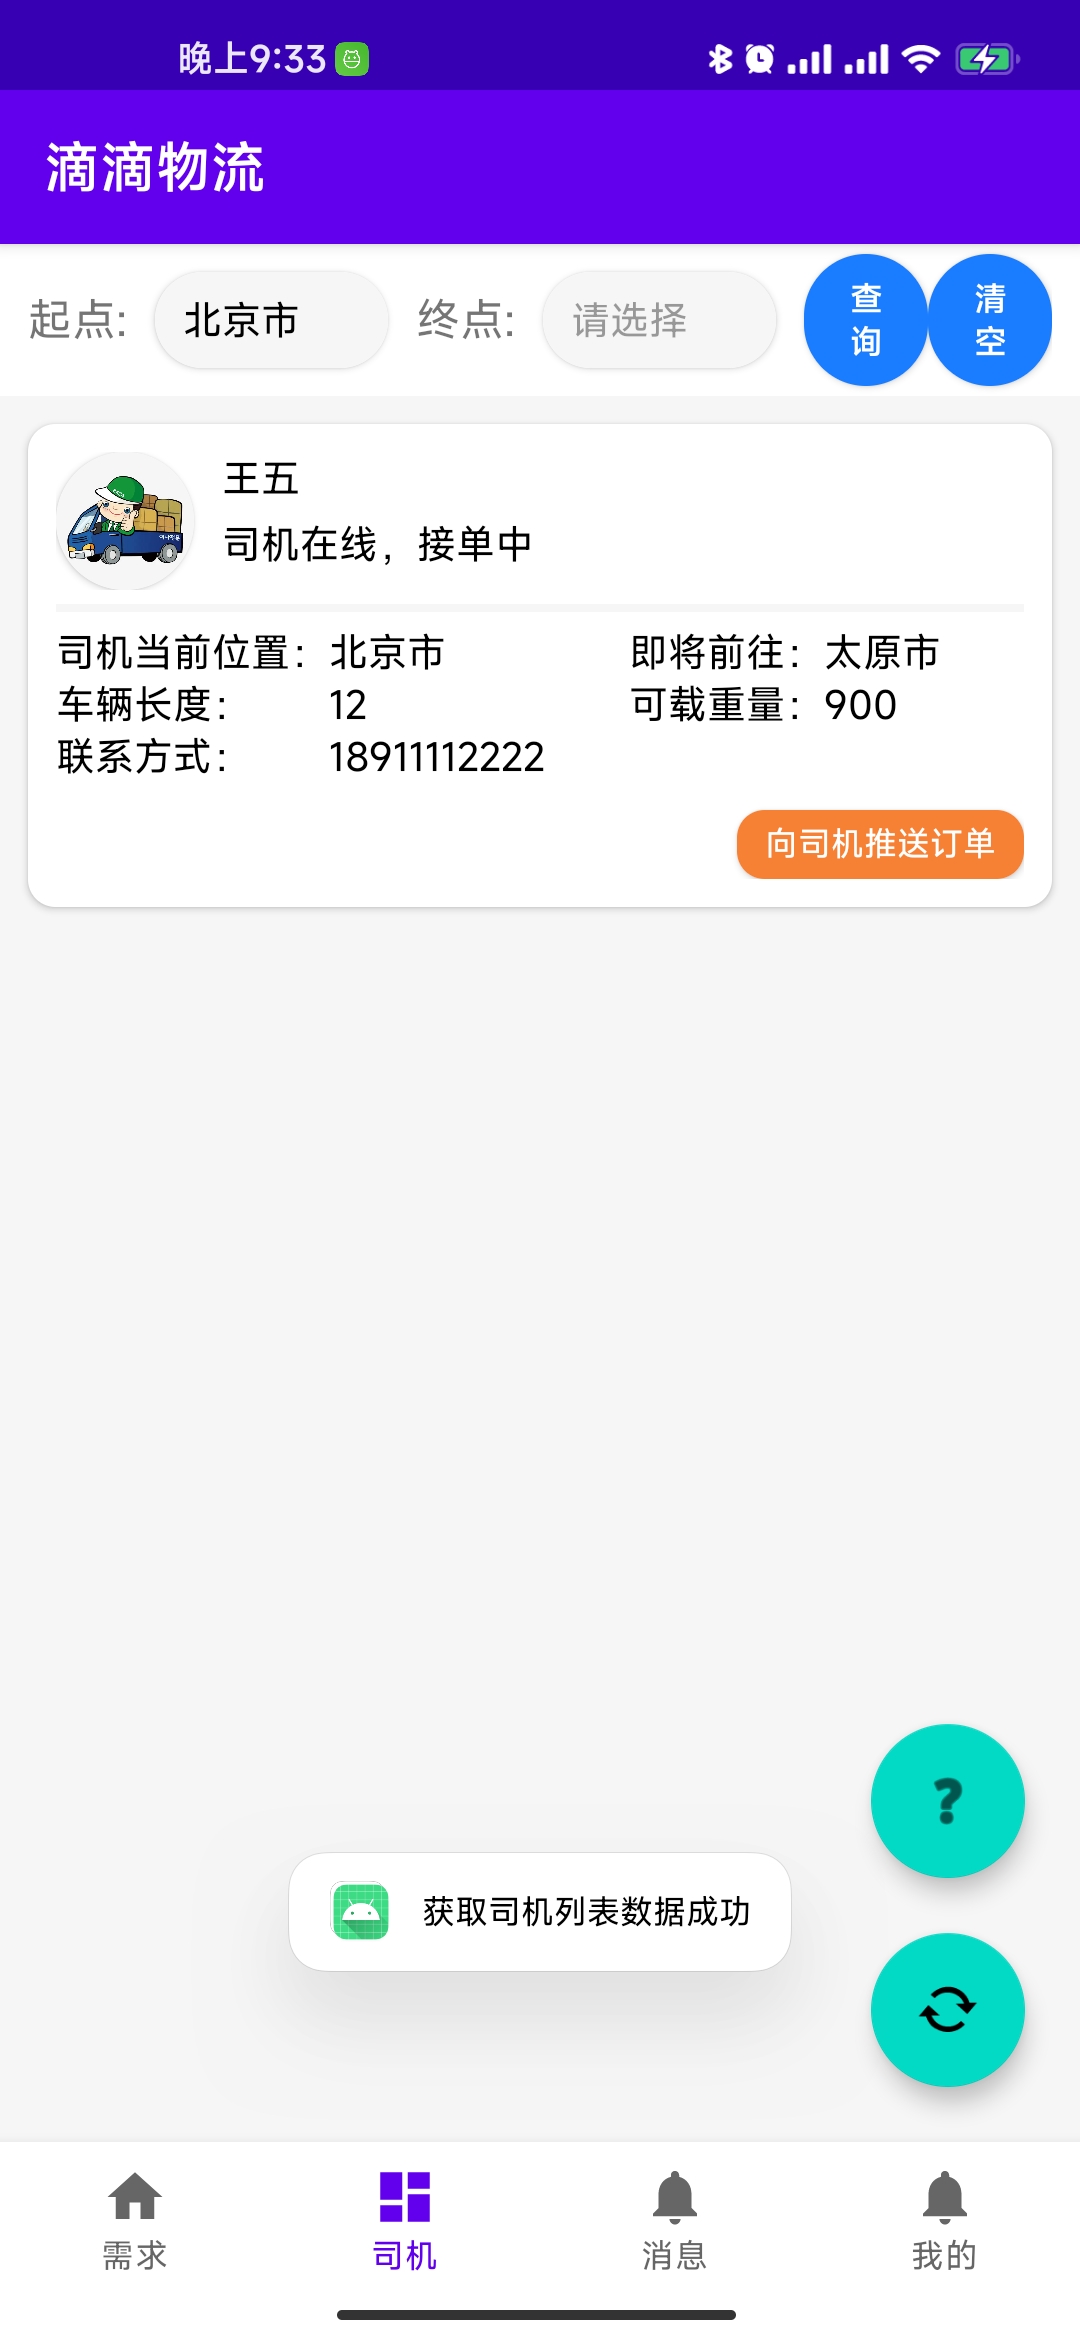 晚上9:33
滴滴物流
起点: 北京市 终点: 请选择 查询 清空
王五
司机在线，接单中
司机当前位置：北京市 即将前往：太原市
车辆长度： 12 可载重量：900
联系方式： 18911112222
向司机推送订单
?
获取司机列表数据成功
需求 司机 消息 我的